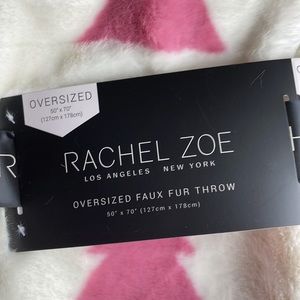 OVERSIZED
50" x 70"
(127cm x 178cm)
RACHEL ZOE
LOS ANGELES NEW YORK
OVERSIZED FAUX FUR THROW
50" x 70" (127cm x 178cm)